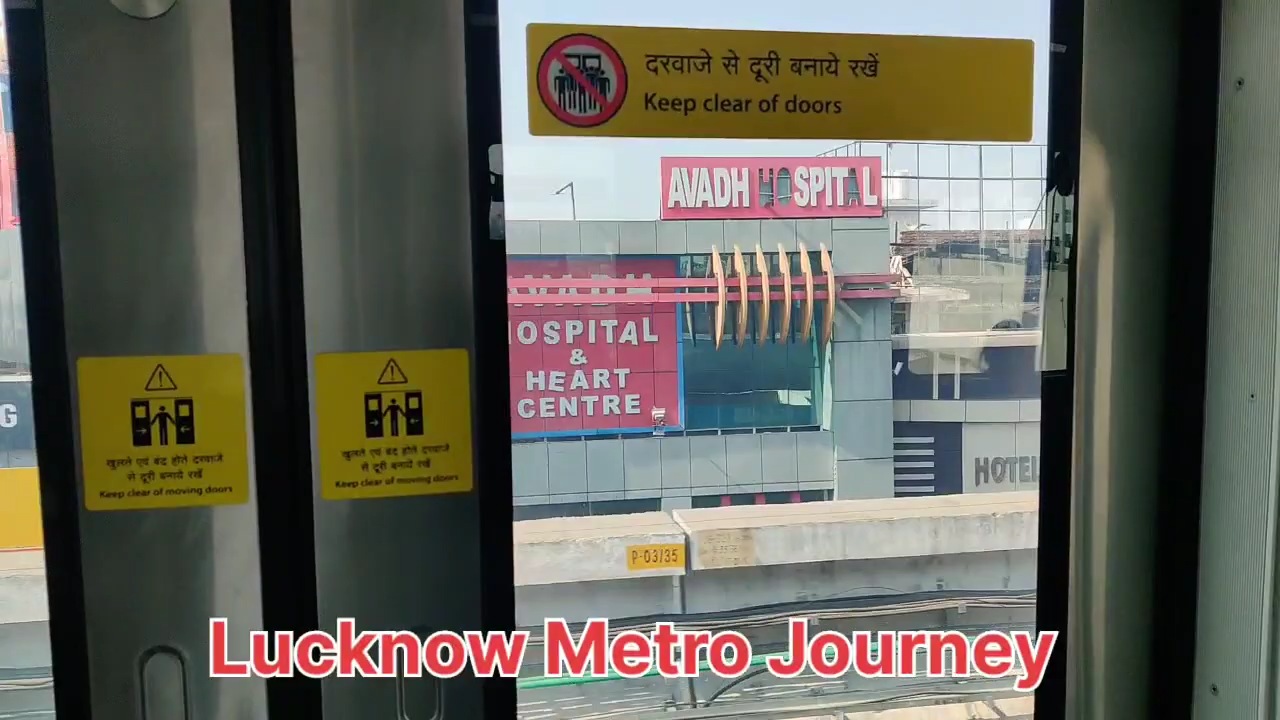 दरवाजे से दूरी बनाये रखें
Keep clear of doors
AVADH HOSPITAL
AVADH
HOSPITAL
&
HEART
CENTRE
खुलते एवं बंद होते दरवाजे
से दूरी बनाये रखें
Keep clear of moving doors
खुलते एवं बंद होते दरवाजे
से दूरी बनाये रखें
Keep clear of moving doors
G
HOTEL
P-03/35
Lucknow Metro Journey